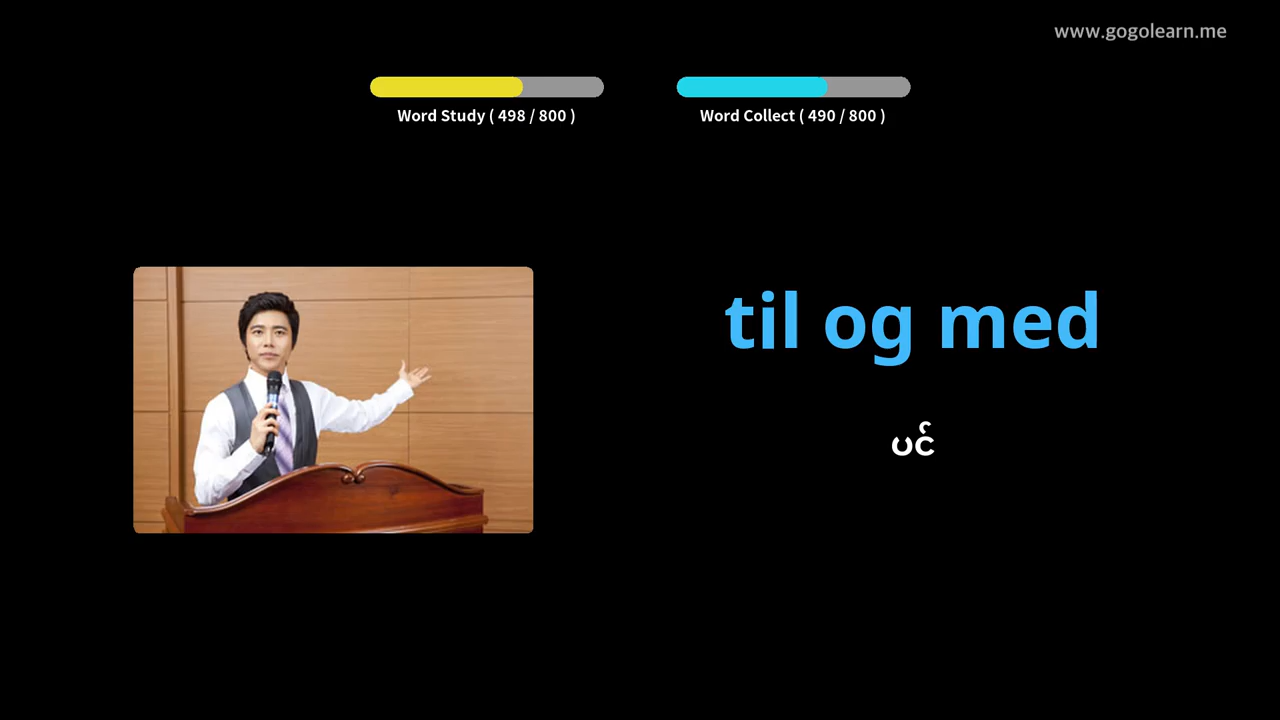 www.gogolearn.me
Word Study ( 498 / 800 )
Word Collect ( 490 / 800 )
til og med
ပင်